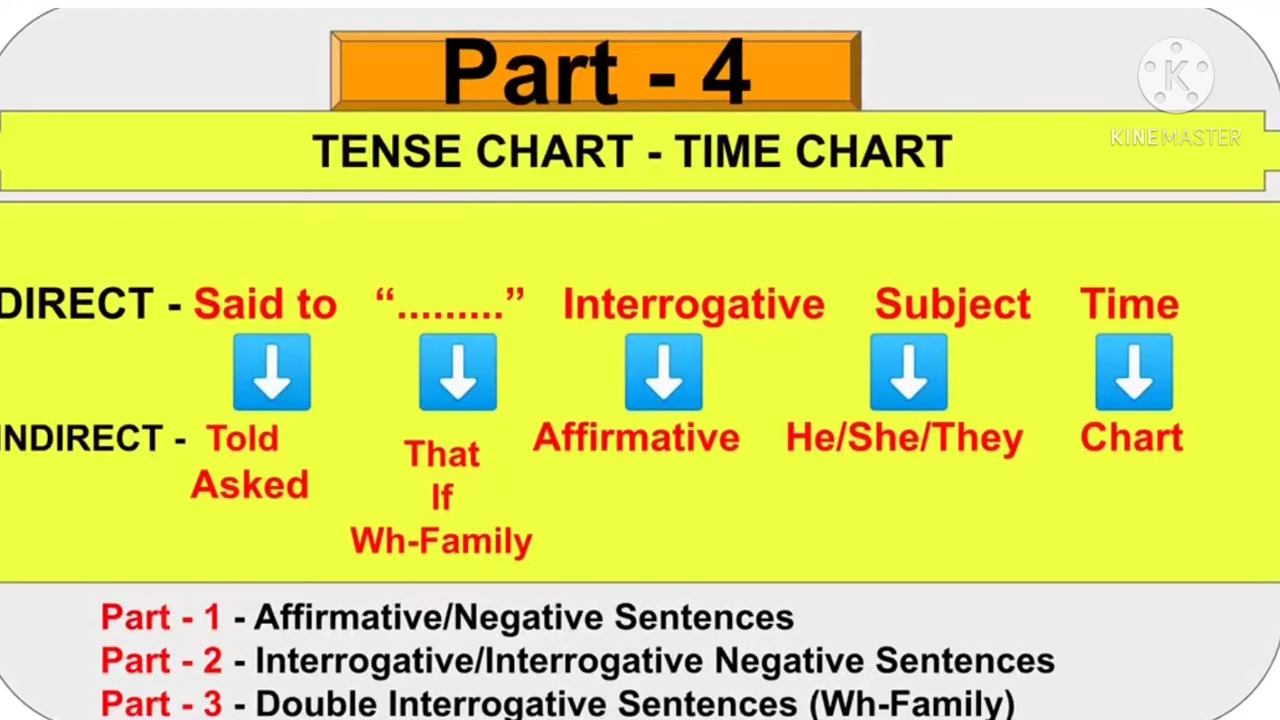 Part - 4
K
KINEMASTER
TENSE CHART - TIME CHART
DIRECT - Said to “.........” Interrogative Subject Time
INDIRECT - Told That Affirmative He/She/They Chart
Asked If
Wh-Family
Part - 1 - Affirmative/Negative Sentences
Part - 2 - Interrogative/Interrogative Negative Sentences
Part - 3 - Double Interrogative Sentences (Wh-Family)